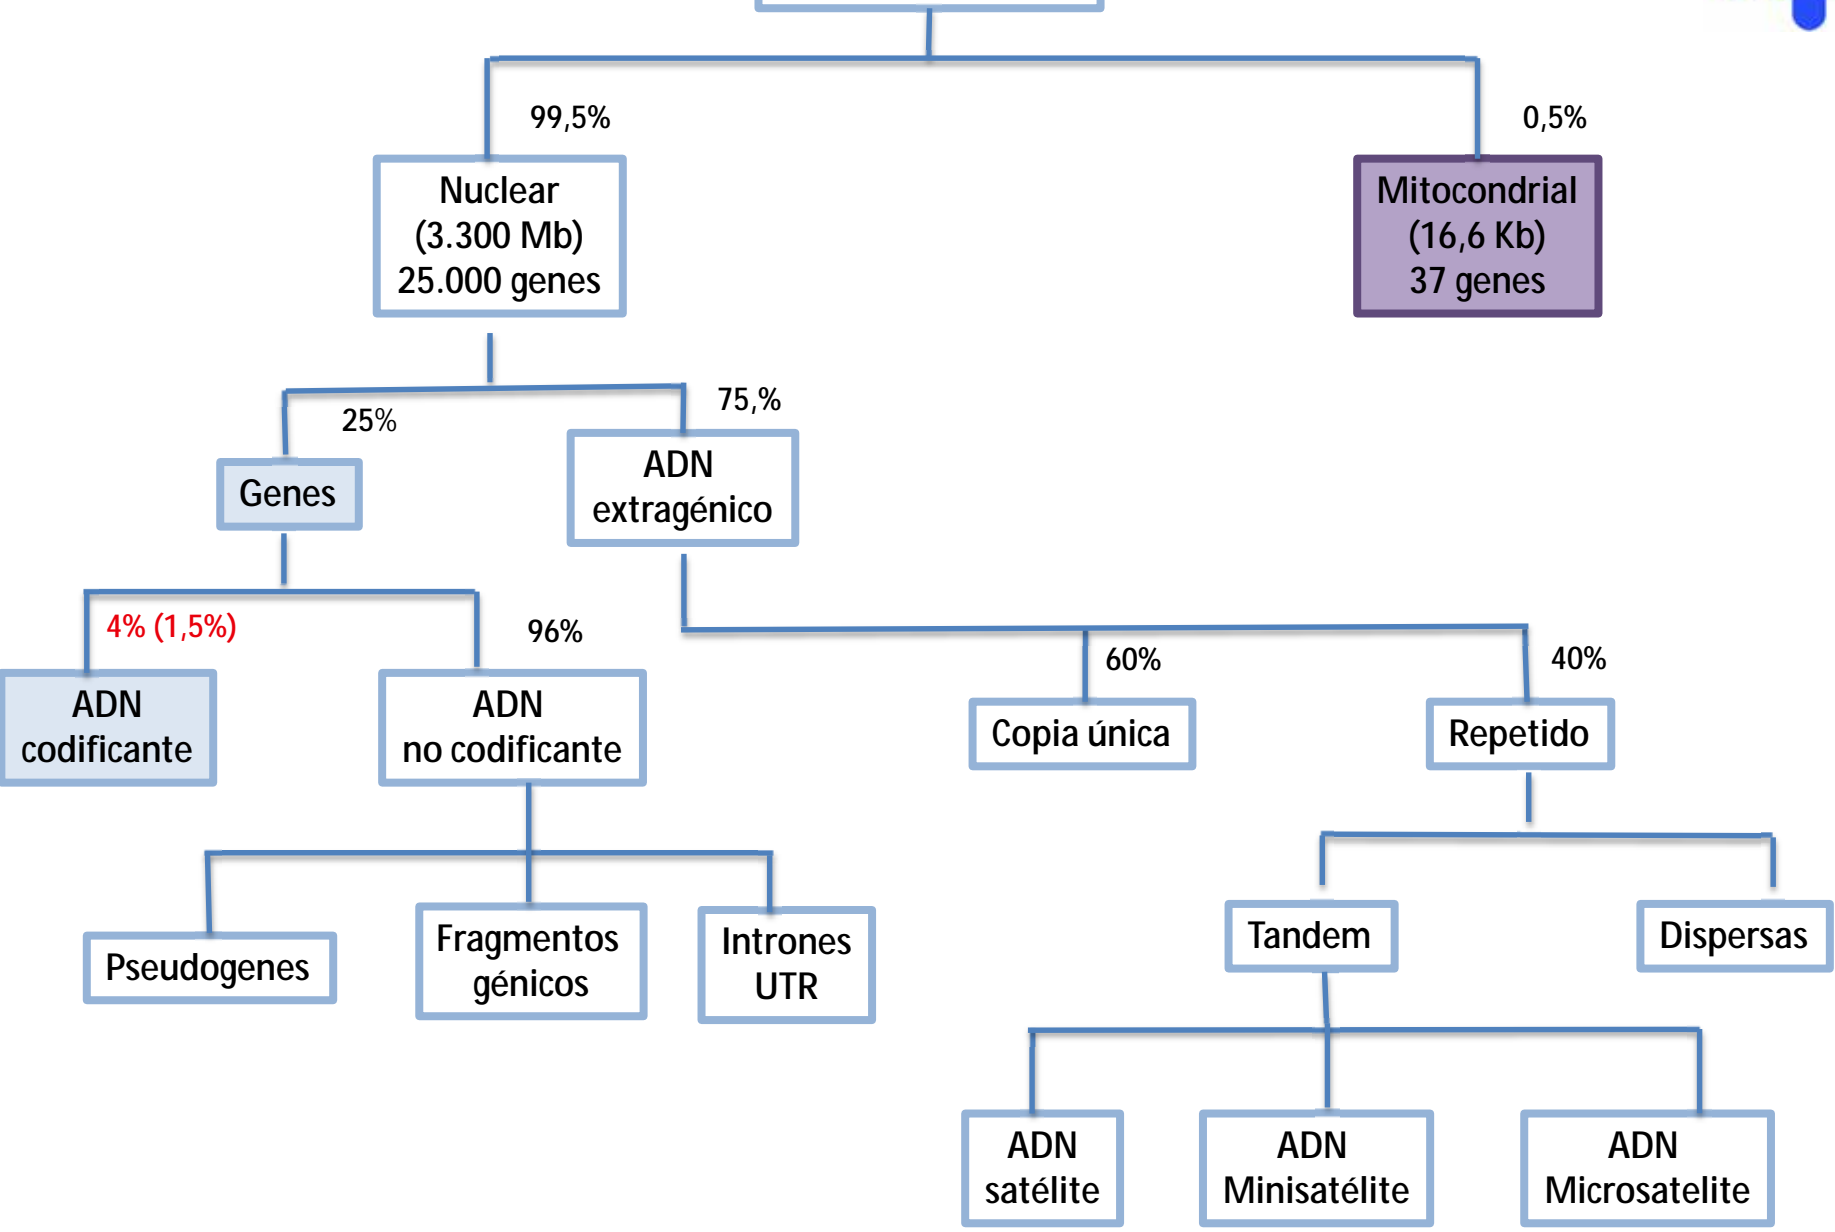 99,5%
0,5%
Nuclear
(3.300 Mb)
25.000 genes
Mitocondrial
(16,6 Kb)
37 genes
25%
75,%
Genes
ADN
extragénico
4% (1,5%)
96%
60%
40%
ADN
codificante
ADN
no codificante
Copia única
Repetido
Pseudogenes
Fragmentos
génicos
Intrones
UTR
Tandem
Dispersas
ADN
satélite
ADN
Minisatélite
ADN
Microsatelite